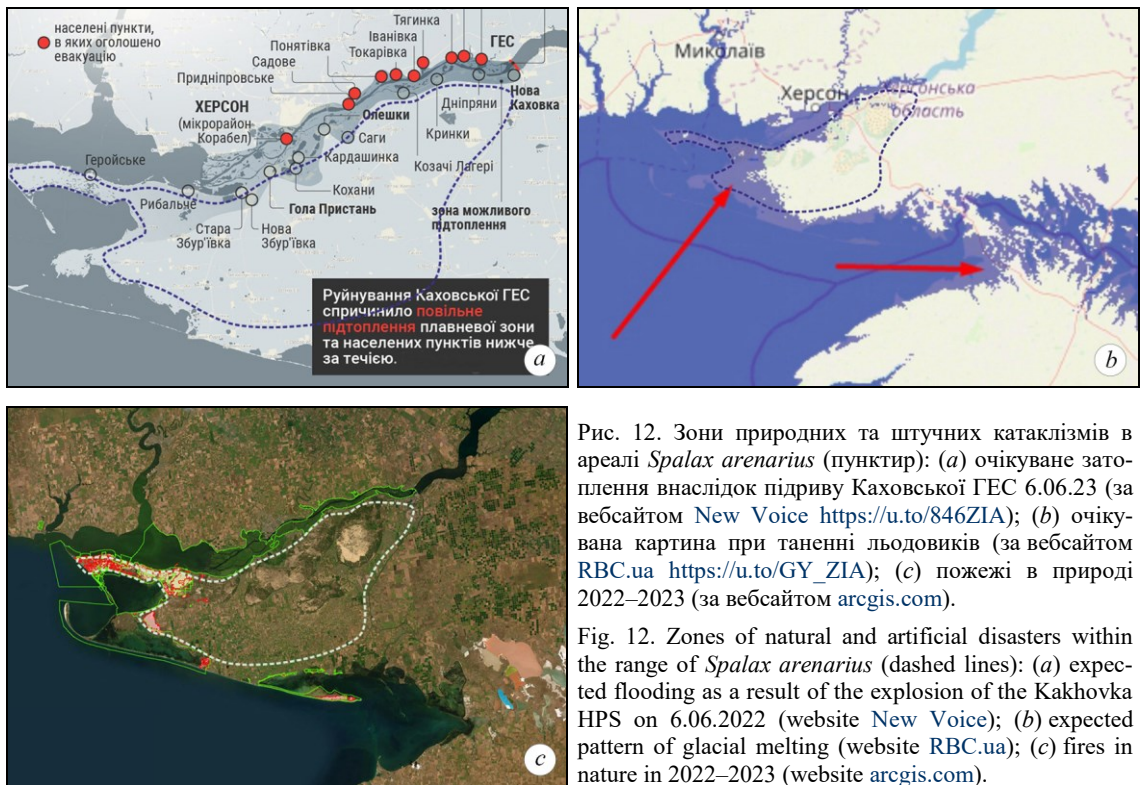 населені пункти,
в яких оголошено
евакуацію
Тягинка
Іванівка
Токарівка
Понятівка
Садове
Придніпровське
ГЕС
ХЕРСОН
(мікрорайон
Корабел)
Нова
Каховка
Дніпряни
Олешки
Кринки
Саги
Козачі Лагері
Кардашинка
Геройське
Кохани
Рибальче
Гола Пристань
зона можливого
підтоплення
Стара
Збур'ївка
Нова
Збур'ївка
Руйнування Каховської ГЕС
спричинило повільне
підтоплення плавневої зони
та населених пунктів нижче
за течією.
a
Миколаїв
Херсон
Херсонська
область
b
c
Рис. 12. Зони природних та штучних катаклізмів в
ареалі Spalax arenarius (пунктир): (a) очікуване зато-
плення внаслідок підриву Каховської ГЕС 6.06.23 (за
вебсайтом New Voice https://u.to/846ZIA); (b) очіку-
вана картина при таненні льодовиків (за вебсайтом
RBC.ua https://u.to/GY_ZIA); (c) пожежі в природі
2022–2023 (за вебсайтом arcgis.com).
Fig. 12. Zones of natural and artificial disasters within
the range of Spalax arenarius (dashed lines): (a) expec-
ted flooding as a result of the explosion of the Kakhovka
HPS on 6.06.2022 (website New Voice); (b) expected
pattern of glacial melting (website RBC.ua); (c) fires in
nature in 2022–2023 (website arcgis.com).